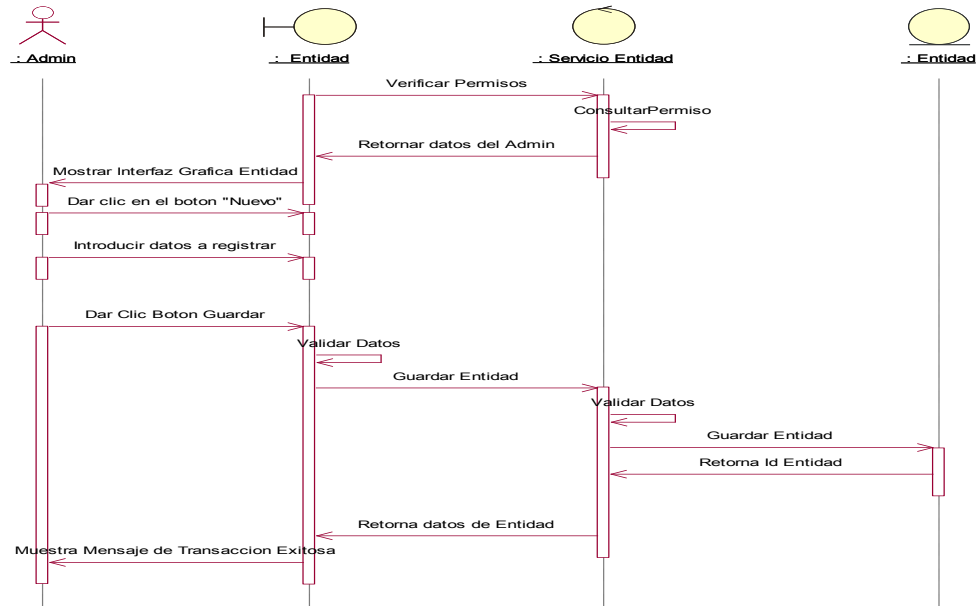 : Admin
: Entidad
: Servicio Entidad
: Entidad
Verificar Permisos
ConsultarPermiso
Retornar datos del Admin
Mostrar Interfaz Grafica Entidad
Dar clic en el boton "Nuevo"
Introducir datos a registrar
Dar Clic Boton Guardar
Validar Datos
Guardar Entidad
Validar Datos
Guardar Entidad
Retorna Id Entidad
Retorna datos de Entidad
Muestra Mensaje de Transaccion Exitosa